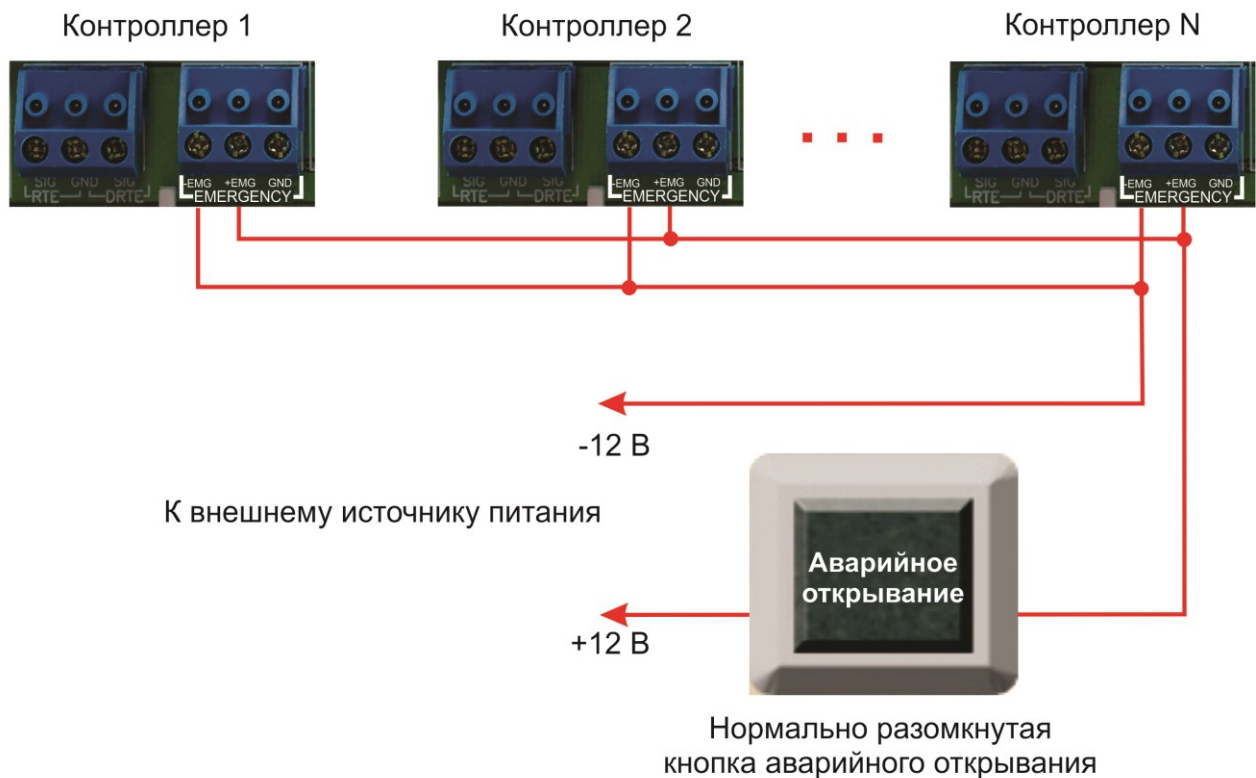 Контроллер 1
Контроллер 2
Контроллер N
SIG GND SIG
RTE DRTE
-EMG +EMG GND
EMERGENCY
SIG GND SIG
RTE DRTE
-EMG +EMG GND
EMERGENCY
SIG GND SIG
RTE DRTE
-EMG +EMG GND
EMERGENCY
-12 В
К внешнему источнику питания
Аварийное
открывание
+12 В
Нормально разомкнутая
кнопка аварийного открывания